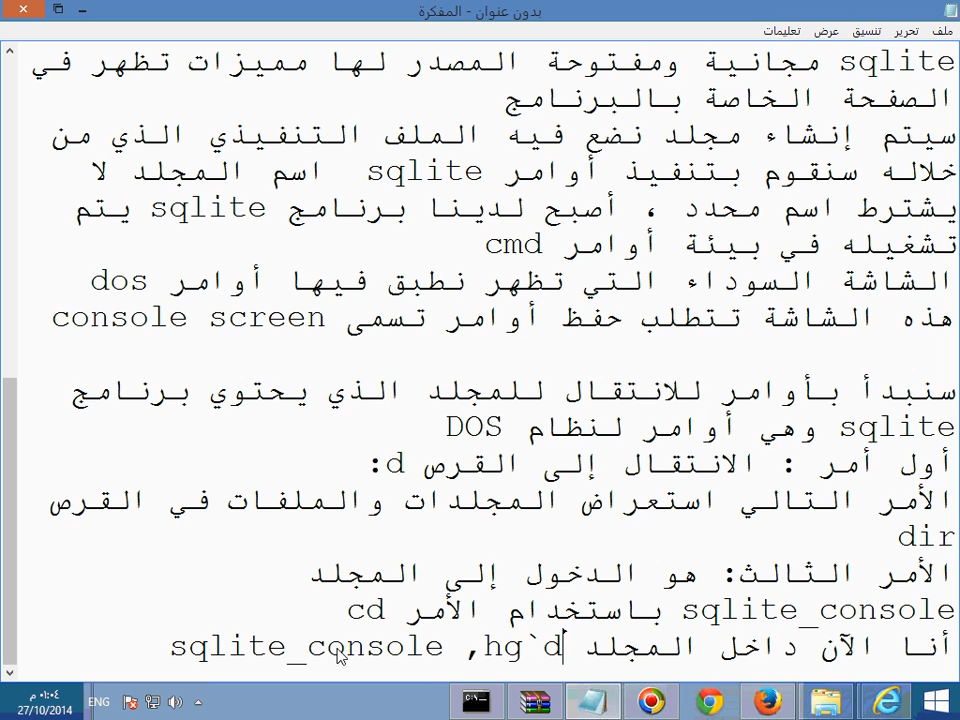 بدون عنوان - المفكرة
ملف تحرير تنسيق عرض تعليمات
sqlite مجانية ومفتوحة المصدر لها مميزات تظهر في
الصفحة الخاصة بالبرنامج
سيتم إنشاء مجلد نضع فيه الملف التنفيذي الذي من
خلاله سنقوم بتنفيذ أوامر sqlite اسم المجلد لا
يشترط اسم محدد ، أصبح لدينا برنامج sqlite يتم
تشغيله في بيئة أوامر cmd
الشاشة السوداء التي تظهر نطبق فيها أوامر dos
هذه الشاشة تتطلب حفظ أوامر تسمى console screen
سنبدأ بأوامر للانتقال للمجلد الذي يحتوي برنامج
sqlite وهي أوامر لنظام DOS
أول أمر : الانتقال إلى القرص d:
الأمر التالي استعراض المجلدات والملفات في القرص
dir
الأمر الثالث: هو الدخول إلى المجلد
sqlite_console باستخدام الأمر cd
أنا الآن داخل المجلد sqlite_console ,hg`d
ENG
٠١:٠٤ م
27/10/2014